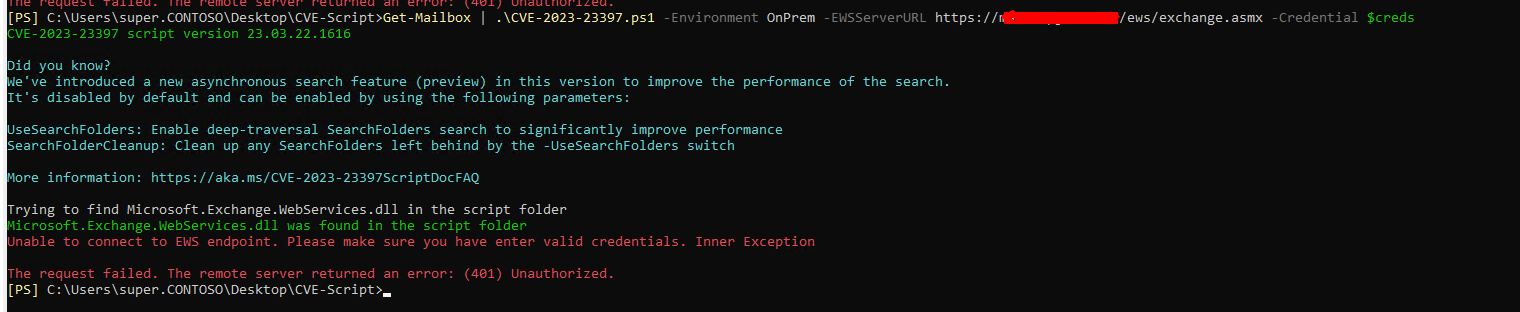 The request failed. The remote server returned an error: (401) Unauthorized.
[PS] C:\Users\super.CONTOSO\Desktop\CVE-Script>Get-Mailbox | .\CVE-2023-23397.ps1 -Environment OnPrem -EWSServerURL https://m /ews/exchange.asmx -Credential $creds
CVE-2023-23397 script version 23.03.22.1616
Did you know?
We've introduced a new asynchronous search feature (preview) in this version to improve the performance of the search.
It's disabled by default and can be enabled by using the following parameters:
UseSearchFolders: Enable deep-traversal SearchFolders search to significantly improve performance
SearchFolderCleanup: Clean up any SearchFolders left behind by the -UseSearchFolders switch
More information: https://aka.ms/CVE-2023-23397ScriptDocFAQ
Trying to find Microsoft.Exchange.WebServices.dll in the script folder
Microsoft.Exchange.WebServices.dll was found in the script folder
Unable to connect to EWS endpoint. Please make sure you have enter valid credentials. Inner Exception
The request failed. The remote server returned an error: (401) Unauthorized.
[PS] C:\Users\super.CONTOSO\Desktop\CVE-Script>